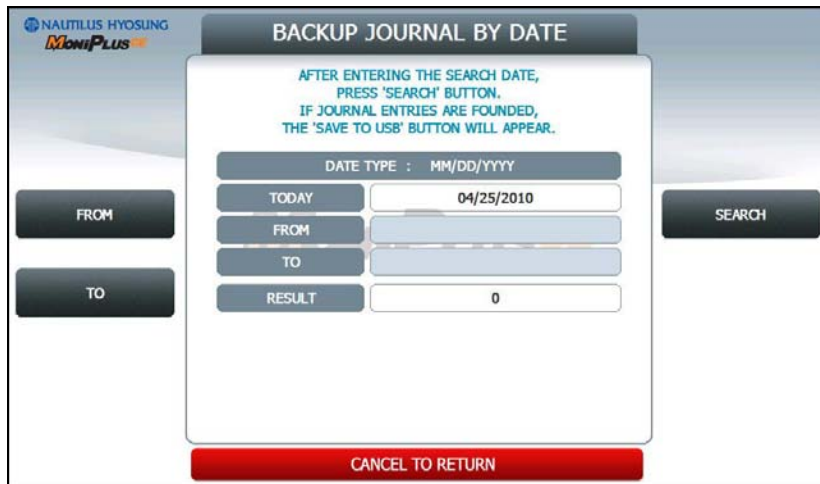 NAUTILUS HYOSUNG
MoniPlus CE
BACKUP JOURNAL BY DATE
AFTER ENTERING THE SEARCH DATE,
PRESS 'SEARCH' BUTTON.
IF JOURNAL ENTRIES ARE FOUNDED,
THE 'SAVE TO USB' BUTTON WILL APPEAR.
DATE TYPE : MM/DD/YYYY
TODAY 04/25/2010
FROM
FROM
SEARCH
TO
TO
RESULT 0
CANCEL TO RETURN